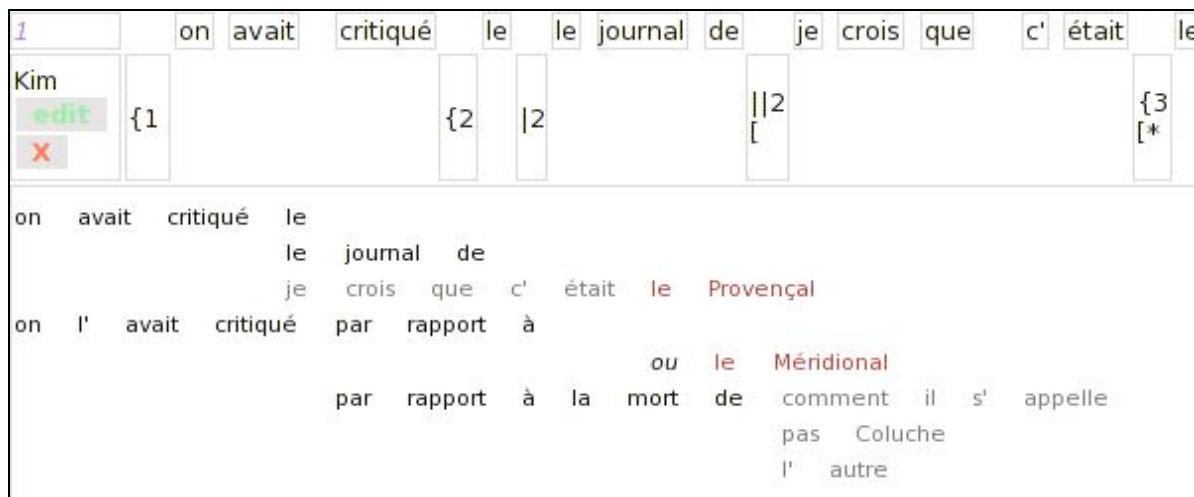 1 on avait critiqué le le journal de je crois que c' était le
Kim
edit
X
{1 {2 |2 ||2 {3
[ [*
on avait critiqué le
le journal de
je crois que c' était le Provençal
on l' avait critiqué par rapport à
ou le Méridional
par rapport à la mort de comment il s' appelle
pas Coluche
l' autre